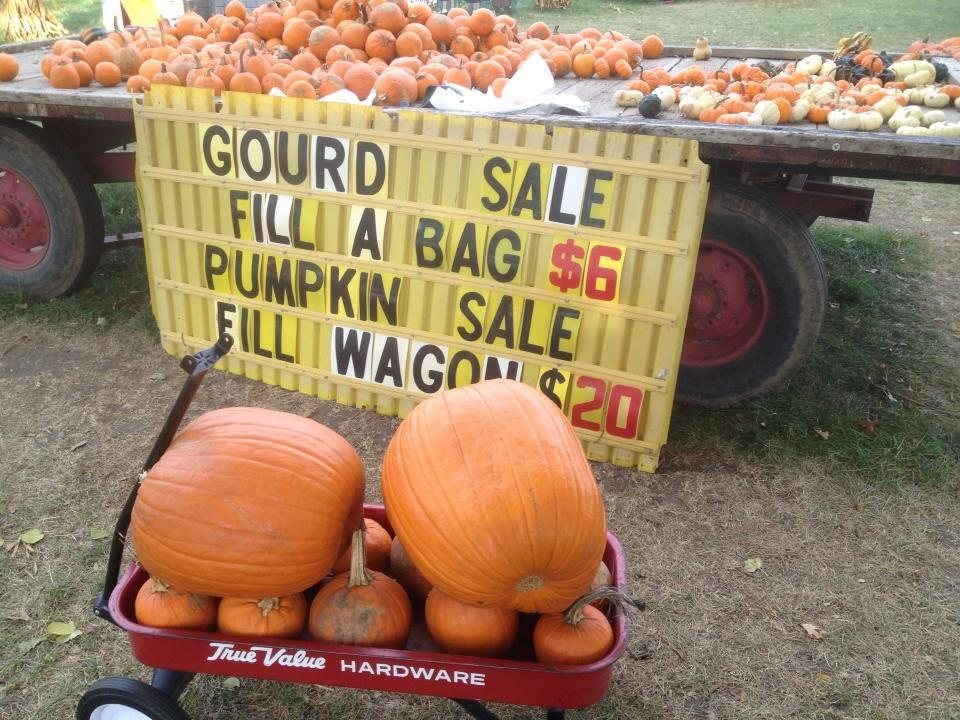 GOURD SALE
FILL A BAG $6
PUMPKIN SALE
FILL WAGON $20
True Value HARDWARE